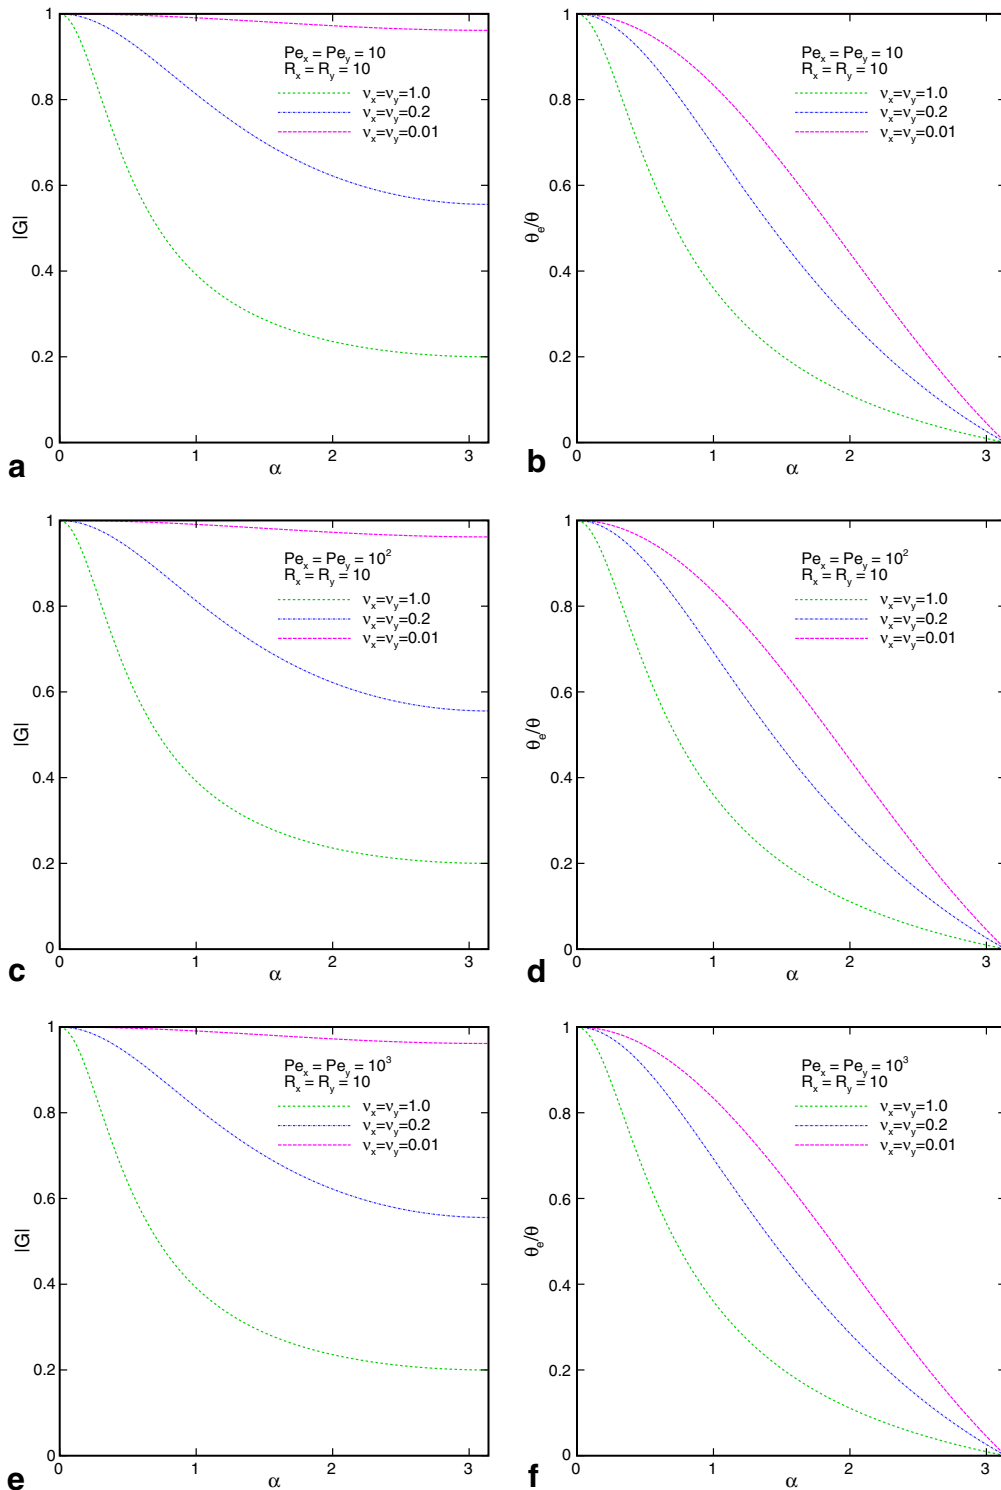 1
0.8
0.6
0.4
0.2
0
|G|
0 1 2 3
α
a
Pe_x = Pe_y = 10
R_x = R_y = 10
ν_x=ν_y=1.0
ν_x=ν_y=0.2
ν_x=ν_y=0.01
1
0.8
0.6
0.4
0.2
0
θ_e/θ
0 1 2 3
α
b
Pe_x = Pe_y = 10
R_x = R_y = 10
ν_x=ν_y=1.0
ν_x=ν_y=0.2
ν_x=ν_y=0.01
1
0.8
0.6
0.4
0.2
0
|G|
0 1 2 3
α
c
Pe_x = Pe_y = 10²
R_x = R_y = 10
ν_x=ν_y=1.0
ν_x=ν_y=0.2
ν_x=ν_y=0.01
1
0.8
0.6
0.4
0.2
0
θ_e/θ
0 1 2 3
α
d
Pe_x = Pe_y = 10²
R_x = R_y = 10
ν_x=ν_y=1.0
ν_x=ν_y=0.2
ν_x=ν_y=0.01
1
0.8
0.6
0.4
0.2
0
|G|
0 1 2 3
α
e
Pe_x = Pe_y = 10³
R_x = R_y = 10
ν_x=ν_y=1.0
ν_x=ν_y=0.2
ν_x=ν_y=0.01
1
0.8
0.6
0.4
0.2
0
θ_e/θ
0 1 2 3
α
f
Pe_x = Pe_y = 10³
R_x = R_y = 10
ν_x=ν_y=1.0
ν_x=ν_y=0.2
ν_x=ν_y=0.01